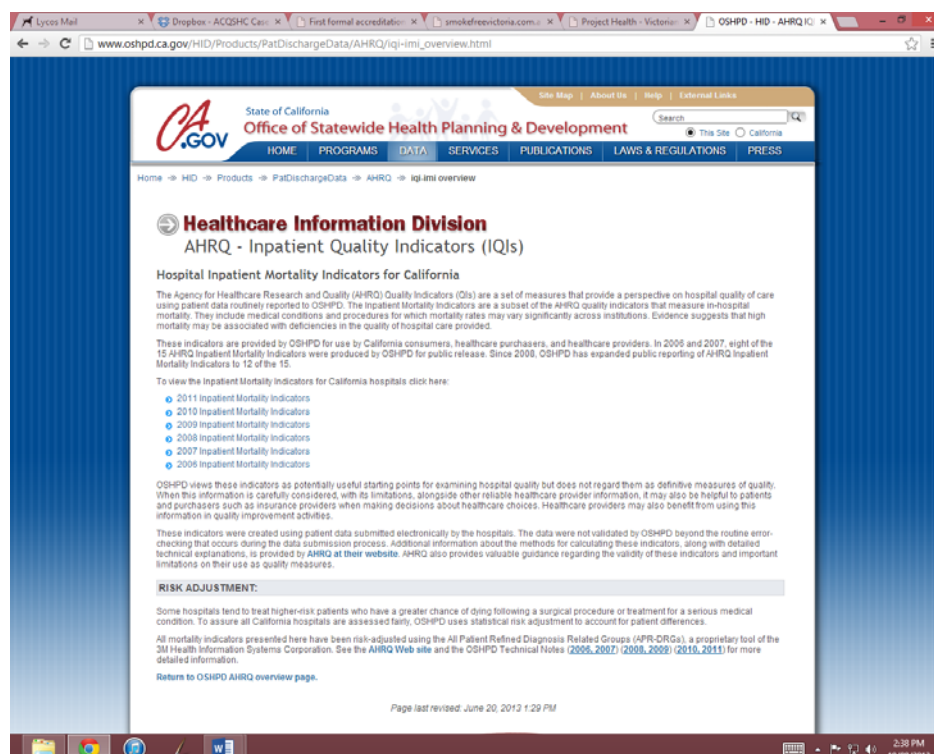 Lycos Mail
Dropbox - ACQSHC Cas
First formal accreditation
smokefreevictoria.com.a
Project Health - Victorian
OSHPD - HID - AHRQ IQI
www.oshpd.ca.gov/HID/Products/PatDischargeData/AHRQ/iqi-imi_overview.html
Site Map | About Us | Help | External Links
CA.GOV
State of California
Office of Statewide Health Planning & Development
Search
This Site California
HOME PROGRAMS DATA SERVICES PUBLICATIONS LAWS & REGULATIONS PRESS
Home -> HID -> Products -> PatDischargeData -> AHRQ -> iqi-imi overview
Healthcare Information Division
AHRQ - Inpatient Quality Indicators (IQIs)
Hospital Inpatient Mortality Indicators for California
The Agency for Healthcare Research and Quality (AHRQ) Quality Indicators (QIs) are a set of measures that provide a perspective on hospital quality of care
using patient data routinely reported to OSHPD. The Inpatient Mortality Indicators are a subset of the AHRQ quality indicators that measure in-hospital
mortality. They include medical conditions and procedures for which mortality rates may vary significantly across institutions. Evidence suggests that high
mortality may be associated with deficiencies in the quality of hospital care provided.
These indicators are provided by OSHPD for use by California consumers, healthcare purchasers, and healthcare providers. In 2006 and 2007, eight of the
15 AHRQ Inpatient Mortality Indicators were produced by OSHPD for public release. Since 2008, OSHPD has expanded public reporting of AHRQ Inpatient
Mortality Indicators to 12 of the 15.
To view the Inpatient Mortality Indicators for California hospitals click here:
2011 Inpatient Mortality Indicators
2010 Inpatient Mortality Indicators
2009 Inpatient Mortality Indicators
2008 Inpatient Mortality Indicators
2007 Inpatient Mortality Indicators
2006 Inpatient Mortality Indicators
OSHPD views these indicators as potentially useful starting points for examining hospital quality but does not regard them as definitive measures of quality.
When this information is carefully considered, with its limitations, alongside other reliable healthcare provider information, it may also be helpful to patients
and purchasers such as insurance providers when making decisions about healthcare choices. Healthcare providers may also benefit from using this
information in quality improvement activities.
These indicators were created using patient data submitted electronically by the hospitals. The data were not validated by OSHPD beyond the routine error-
checking that occurs during the data submission process. Additional information about the methods for calculating these indicators, along with detailed
technical explanations, is provided by AHRQ at their website. AHRQ also provides valuable guidance regarding the validity of these indicators and important
limitations on their use as quality measures.
RISK ADJUSTMENT:
Some hospitals tend to treat higher-risk patients who have a greater chance of dying following a surgical procedure or treatment for a serious medical
condition. To assure all California hospitals are assessed fairly, OSHPD uses statistical risk adjustment to account for patient differences.
All mortality indicators presented here have been risk-adjusted using the All Patient Refined Diagnosis Related Groups (APR-DRGs), a proprietary tool of the
3M Health Information Systems Corporation. See the AHRQ Web site and the OSHPD Technical Notes (2006, 2007) (2008, 2009) (2010, 2011) for more
detailed information.
Return to OSHPD AHRQ overview page.
Page last revised: June 20, 2013 1:29 PM
2:38 PM